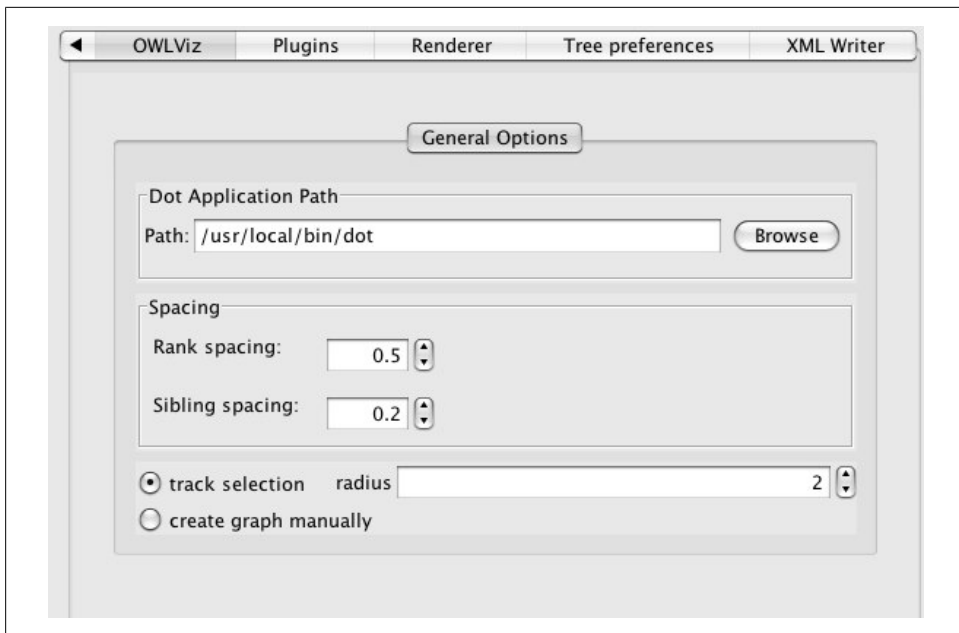 OWLViz Plugins Renderer Tree preferences XML Writer
General Options
Dot Application Path
Path: /usr/local/bin/dot Browse
Spacing
Rank spacing: 0.5
Sibling spacing: 0.2
track selection radius 2
create graph manually